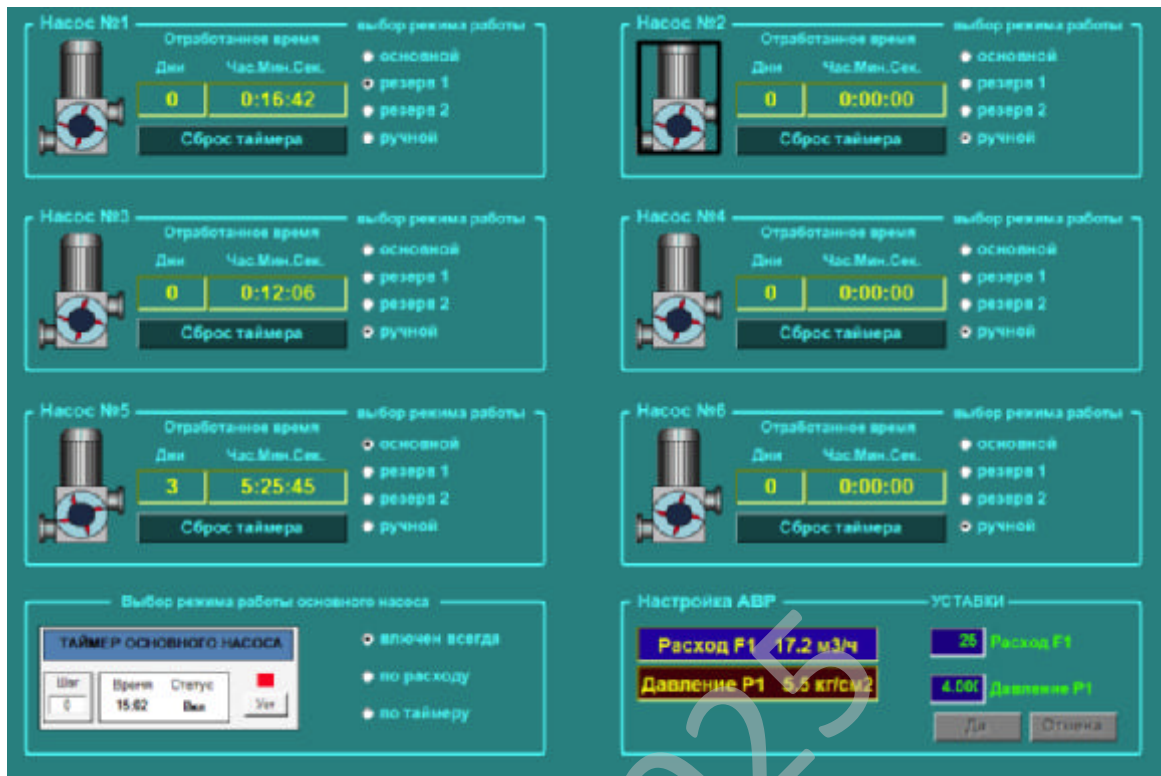 Насос №1
выбор режима работы
Отработанное время
Дни Час.Мин.Сек.
0 0:16:42
Сброс таймера
основной
резерв 1
резерв 2
ручной
Насос №2
выбор режима работы
Отработанное время
Дни Час.Мин.Сек.
0 0:00:00
Сброс таймера
основной
резерв 1
резерв 2
ручной
Насос №3
выбор режима работы
Отработанное время
Дни Час.Мин.Сек.
0 0:12:06
Сброс таймера
основной
резерв 1
резерв 2
ручной
Насос №4
выбор режима работы
Отработанное время
Дни Час.Мин.Сек.
0 0:00:00
Сброс таймера
основной
резерв 1
резерв 2
ручной
Насос №5
выбор режима работы
Отработанное время
Дни Час.Мин.Сек.
3 5:25:45
Сброс таймера
основной
резерв 1
резерв 2
ручной
Насос №6
выбор режима работы
Отработанное время
Дни Час.Мин.Сек.
0 0:00:00
Сброс таймера
основной
резерв 1
резерв 2
ручной
Выбор режима работы основного насоса
ТАЙМЕР ОСНОВНОГО НАСОСА
Шаг
0
Время Статус
15:02 Вкл
Уст
влючен всегда
по расходу
по таймеру
Настройка АВР
Расход F1 17.2 м3/ч
Давление P1 5.5 кг/см2
УСТАВКИ
25 Расход F1
4.000 Давление P1
Да Отмена
025